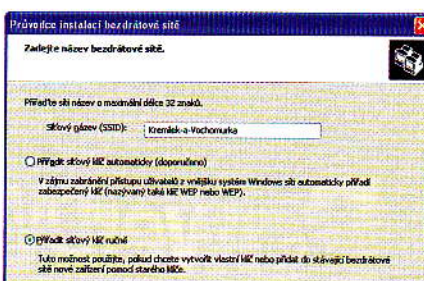 Průvodce instalací bezdrátové sítě
Zadejte název bezdrátové sítě.
Přiřaďte síti název o maximální délce 32 znaků.
Síťový název (SSID): Kremilek-a-Vochomurka
Přiřadit síťový klíč automaticky (doporučeno)
V zájmu zabránění přístupu uživatelů z vnějšku systém Windows síti automaticky přiřadí
zabezpečený klíč (nazývaný také klíč WEP nebo WEP).
Přiřadit síťový klíč ručně
Tuto možnost použijte, pokud chcete vytvořit vlastní klíč nebo přidat do stávající bezdrátové
sítě nové zařízení pomocí starého klíče.